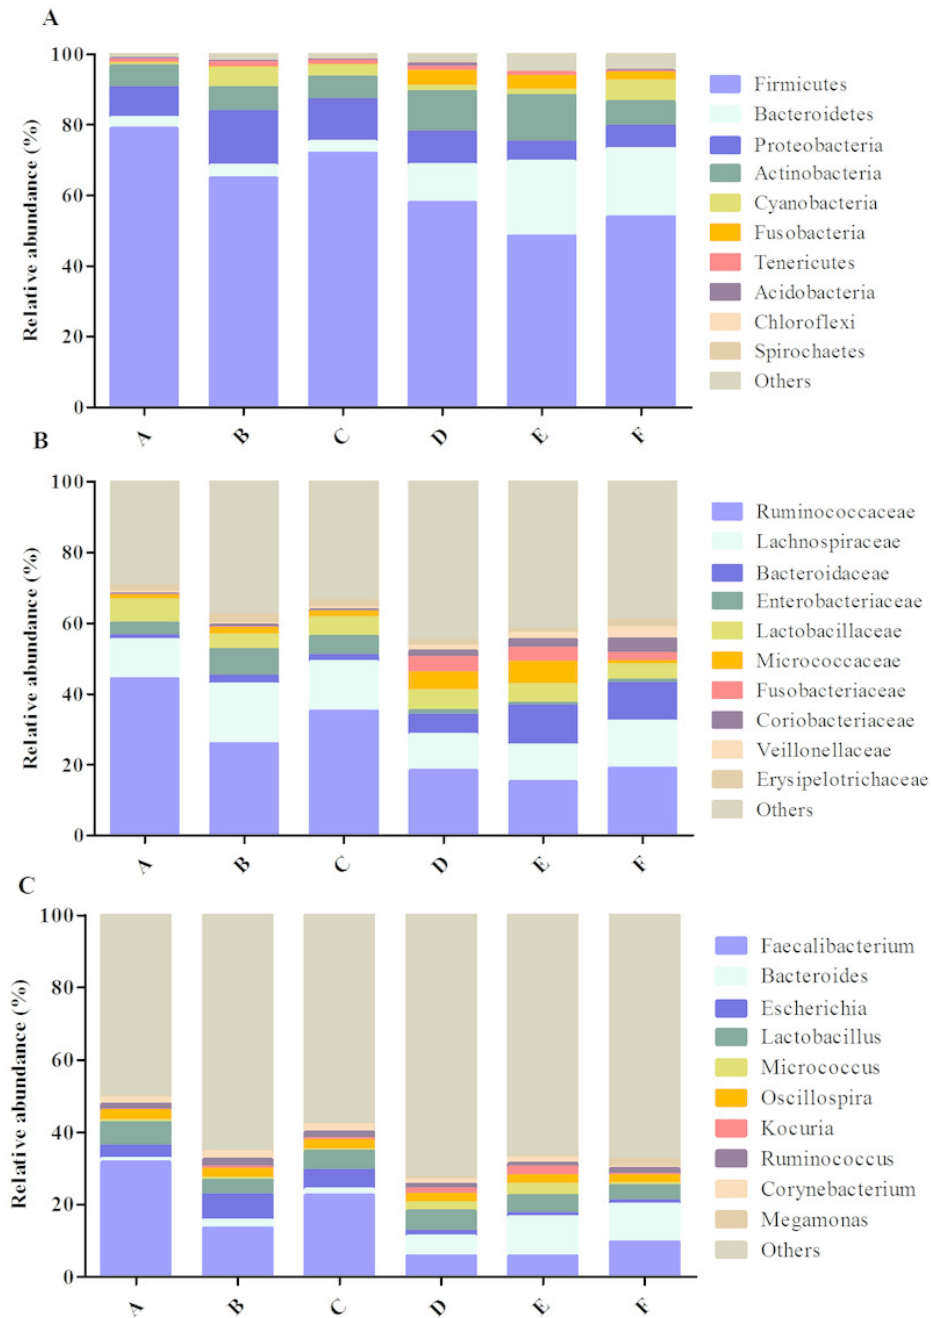 A
Relative abundance (%)
100
80
60
40
20
0
A B C D E F
Firmicutes
Bacteroidetes
Proteobacteria
Actinobacteria
Cyanobacteria
Fusobacteria
Tenericutes
Acidobacteria
Chloroflexi
Spirochaetes
Others
B
Relative abundance (%)
100
80
60
40
20
0
A B C D E F
Ruminococcaceae
Lachnospiraceae
Bacteroidaceae
Enterobacteriaceae
Lactobacillaceae
Micrococcaceae
Fusobacteriaceae
Coriobacteriaceae
Veillonellaceae
Erysipelotrichaceae
Others
C
Relative abundance (%)
100
80
60
40
20
0
A B C D E F
Faecalibacterium
Bacteroides
Escherichia
Lactobacillus
Micrococcus
Oscillospira
Kocuria
Ruminococcus
Corynebacterium
Megamonas
Others